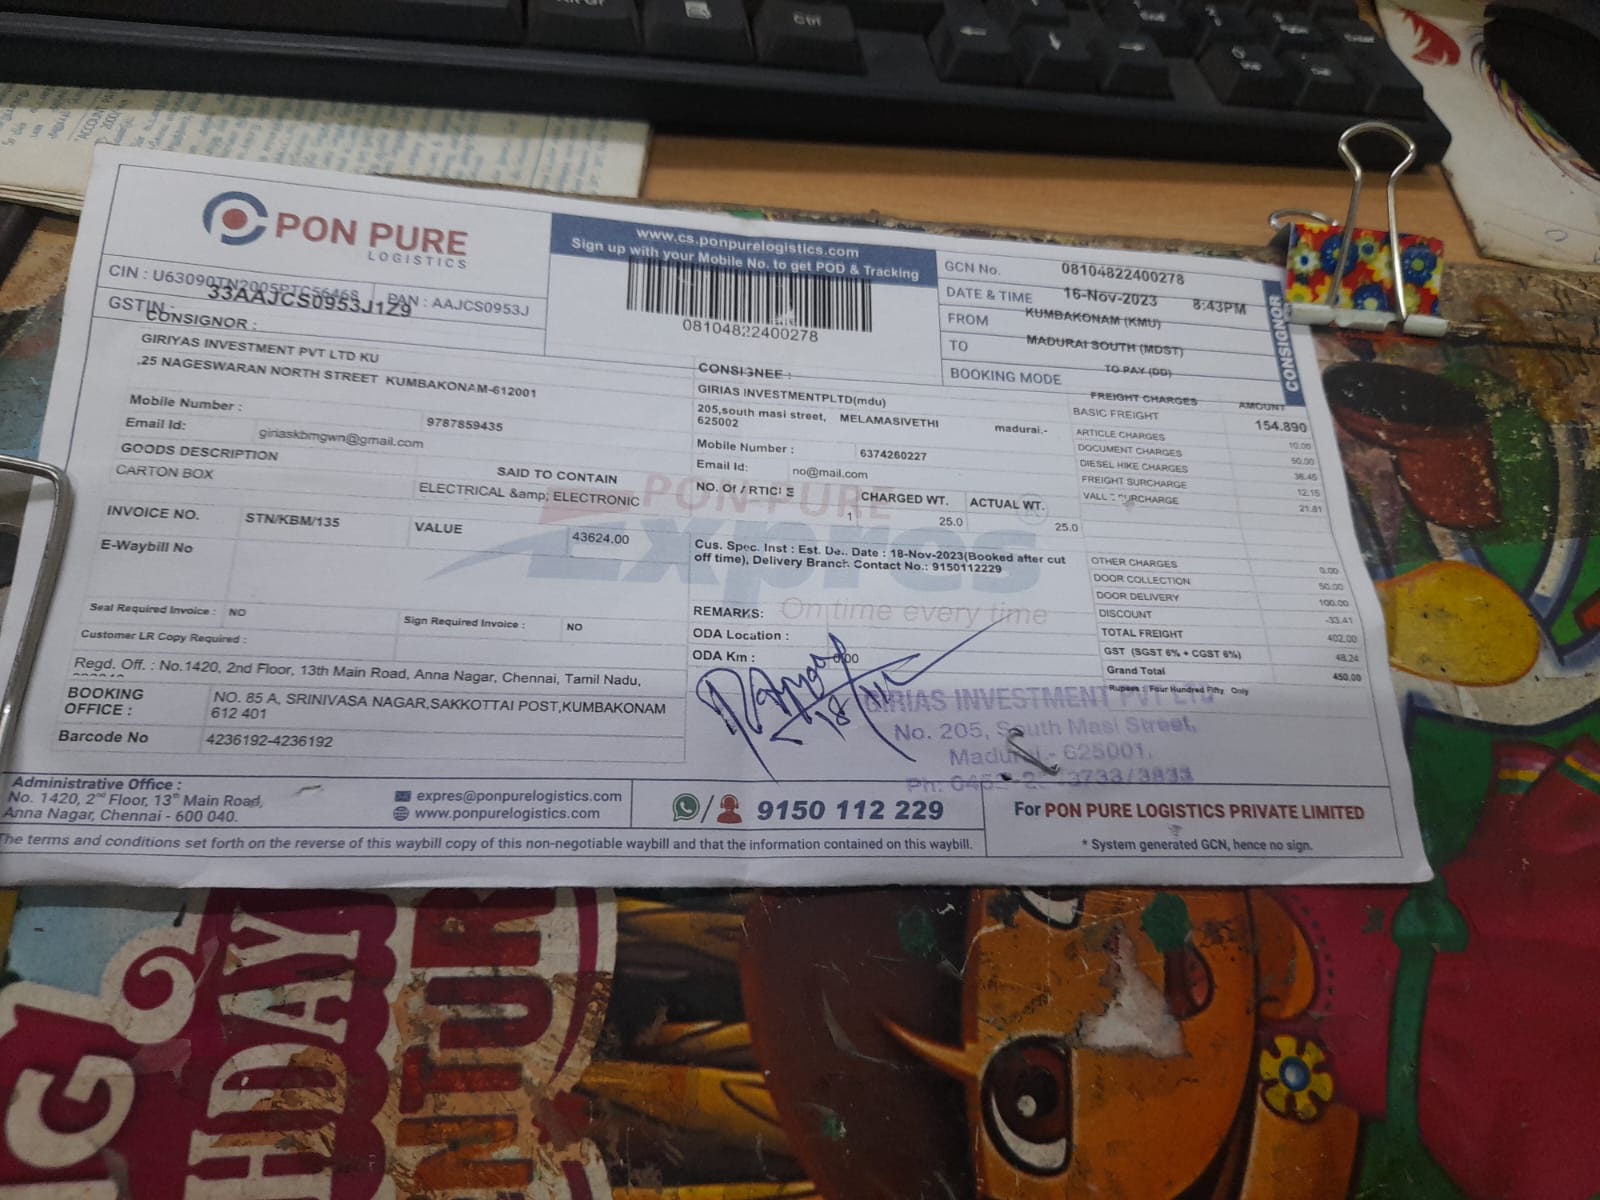 PON PURE
LOGISTICS
CIN : U63090TN2005PTC56468 PAN : AAJCS0953J
GSTIN : 33AAJCS0953J1Z9
www.cs.ponpurelogistics.com
Sign up with your Mobile No. to get POD & Tracking
08104822400278
GCN No. 08104822400278
DATE & TIME 16-Nov-2023 8:43PM
FROM KUMBAKONAM (KMU)
TO MADURAI SOUTH (MDST)
BOOKING MODE TO PAY (DD)
CONSIGNOR
CONSIGNOR :
GIRIYAS INVESTMENT PVT LTD KU
,25 NAGESWARAN NORTH STREET KUMBAKONAM-612001
Mobile Number : 9787859435
Email Id: giriaskbmgwn@gmail.com
GOODS DESCRIPTION SAID TO CONTAIN
CARTON BOX ELECTRICAL &amp; ELECTRONIC
INVOICE NO. STN/KBM/135 VALUE 43624.00
E-Waybill No
Seal Required Invoice : NO Sign Required Invoice : NO
Customer LR Copy Required :
Regd. Off. : No.1420, 2nd Floor, 13th Main Road, Anna Nagar, Chennai, Tamil Nadu,
BOOKING OFFICE : NO. 85 A, SRINIVASA NAGAR,SAKKOTTAI POST,KUMBAKONAM
612 401
Barcode No 4236192-4236192
CONSIGNEE :
GIRIAS INVESTMENTPLTD(mdu)
205,south masi street, MELAMASIVETHI madurai.-
625002
Mobile Number : 6374260227
Email Id: no@mail.com
NO. Of ARTICLE CHARGED WT. ACTUAL WT.
1 25.0 25.0
PON PURE
Expres
On time every time
Cus. Spec. Inst : Est. De.. Date : 18-Nov-2023(Booked after cut
off time), Delivery Branch Contact No.: 9150112229
REMARKS:
ODA Location :
ODA Km : 0.00
FREIGHT CHARGES AMOUNT
BASIC FREIGHT 154.890
ARTICLE CHARGES 10.00
DOCUMENT CHARGES 50.00
DIESEL HIKE CHARGES 36.45
FREIGHT SURCHARGE 12.15
VALUE SURCHARGE 21.81
OTHER CHARGES 0.00
DOOR COLLECTION 50.00
DOOR DELIVERY 100.00
DISCOUNT -33.41
TOTAL FREIGHT 402.00
GST (SGST 6% + CGST 6%) 48.24
Grand Total 450.00
Rupees : Four Hundred Fifty Only
GIRIAS INVESTMENT PVT LTD
No. 205, South Masi Street,
Madurai - 625001.
Administrative Office :
No. 1420, 2nd Floor, 13th Main Road,
Anna Nagar, Chennai - 600 040.
expres@ponpurelogistics.com
www.ponpurelogistics.com
9150 112 229
For PON PURE LOGISTICS PRIVATE LIMITED
* System generated GCN, hence no sign.
The terms and conditions set forth on the reverse of this waybill copy of this non-negotiable waybill and that the information contained on this waybill.